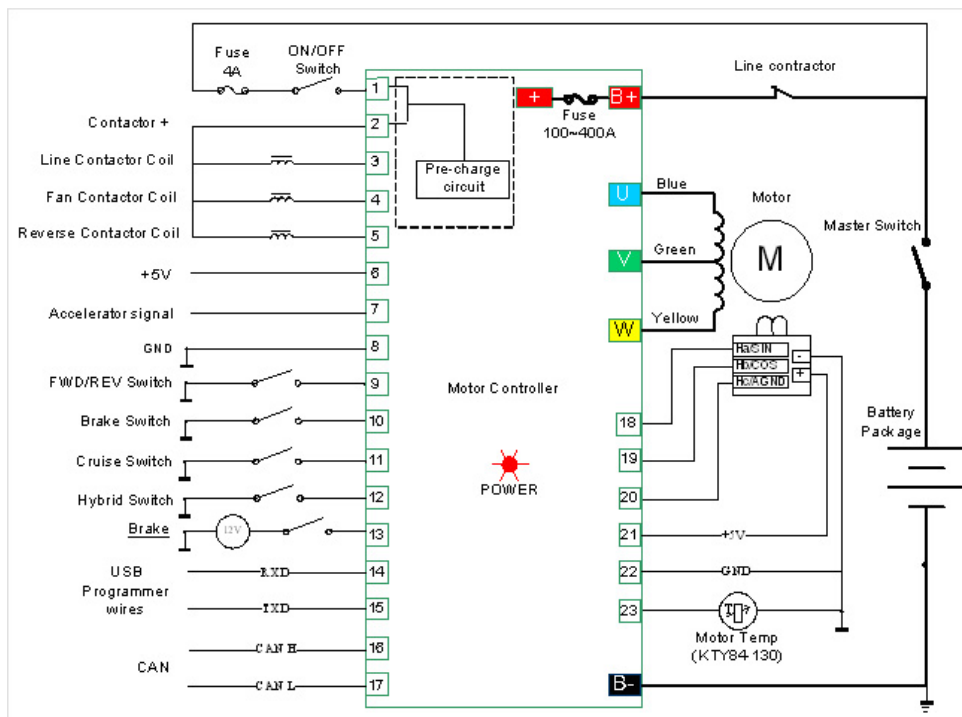 Fuse
4A
ON/OFF
Switch
Line contractor
1
+
B+
Fuse
100~400A
Contactor +
2
Line Contactor Coil
3
Pre-charge
circuit
Fan Contactor Coil
4
U
Blue
Motor
Reverse Contactor Coil
5
Master Switch
M
+5V
6
V
Green
Accelerator signal
7
W
Yellow
GND
8
Ha/SIN
-
Hb/COS
+
Hc/AGND
FWD/REV Switch
9
Motor Controller
Brake Switch
10
18
Battery
Package
Cruise Switch
11
19
POWER
Hybrid Switch
12
20
Brake
12V
13
21
+5V
USB
Programmer
wires
RXD
14
22
GND
TXD
15
23
T
?
Motor Temp
(KTY84-130)
CAN
CAN H
16
CAN L
17
B-